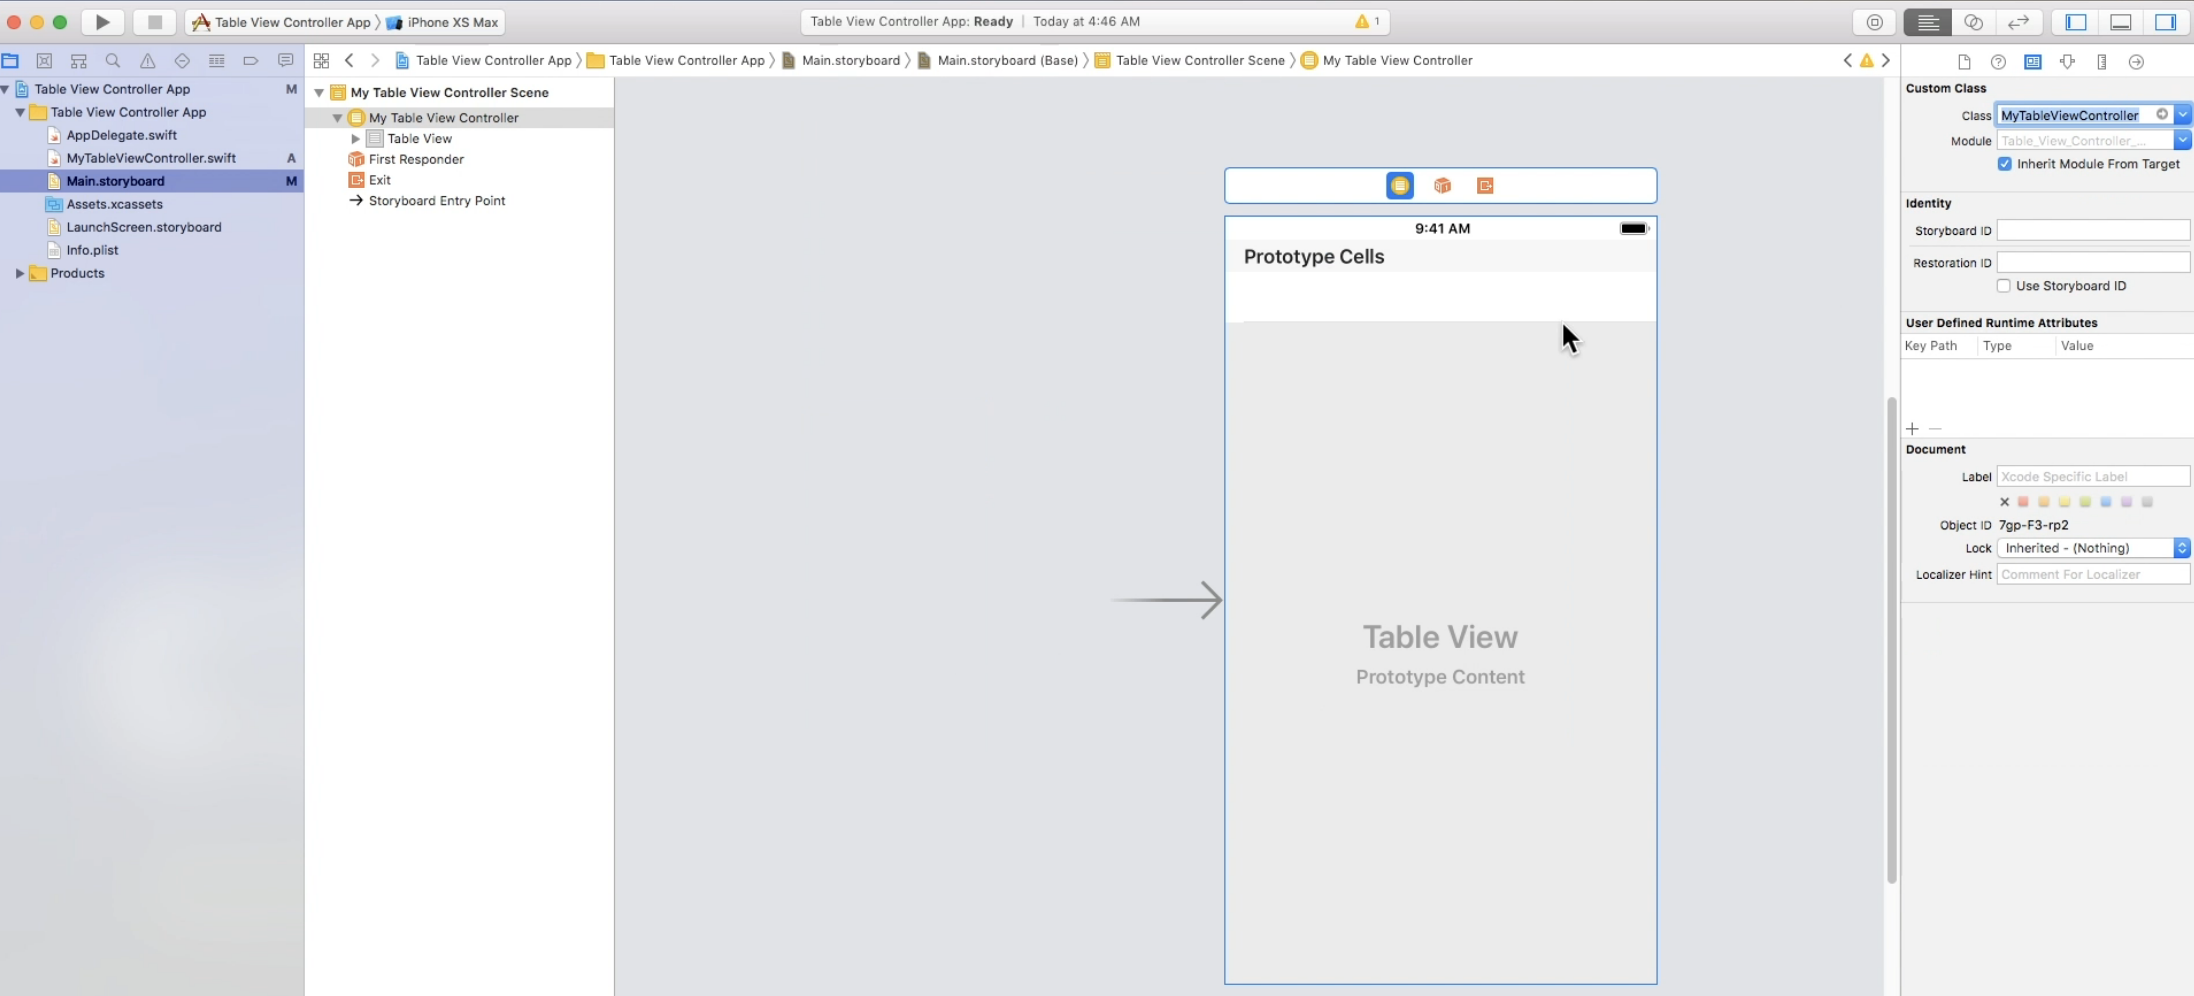 Table View Controller App 〉 iPhone XS Max
Table View Controller App: Ready | Today at 4:46 AM
1
Table View Controller App 〉 Table View Controller App 〉 Main.storyboard 〉 Main.storyboard (Base) 〉 Table View Controller Scene 〉 My Table View Controller
Table View Controller App M
Table View Controller App
AppDelegate.swift
MyTableViewController.swift A
Main.storyboard M
Assets.xcassets
LaunchScreen.storyboard
Info.plist
Products
My Table View Controller Scene
My Table View Controller
Table View
First Responder
Exit
Storyboard Entry Point
9:41 AM
Prototype Cells
Table View
Prototype Content
Custom Class
Class MyTableViewController
Module Table_View_Controller_...
Inherit Module From Target
Identity
Storyboard ID
Restoration ID
Use Storyboard ID
User Defined Runtime Attributes
Key Path Type Value
Document
Label Xcode Specific Label
Object ID 7gp-F3-rp2
Lock Inherited - (Nothing)
Localizer Hint Comment For Localizer